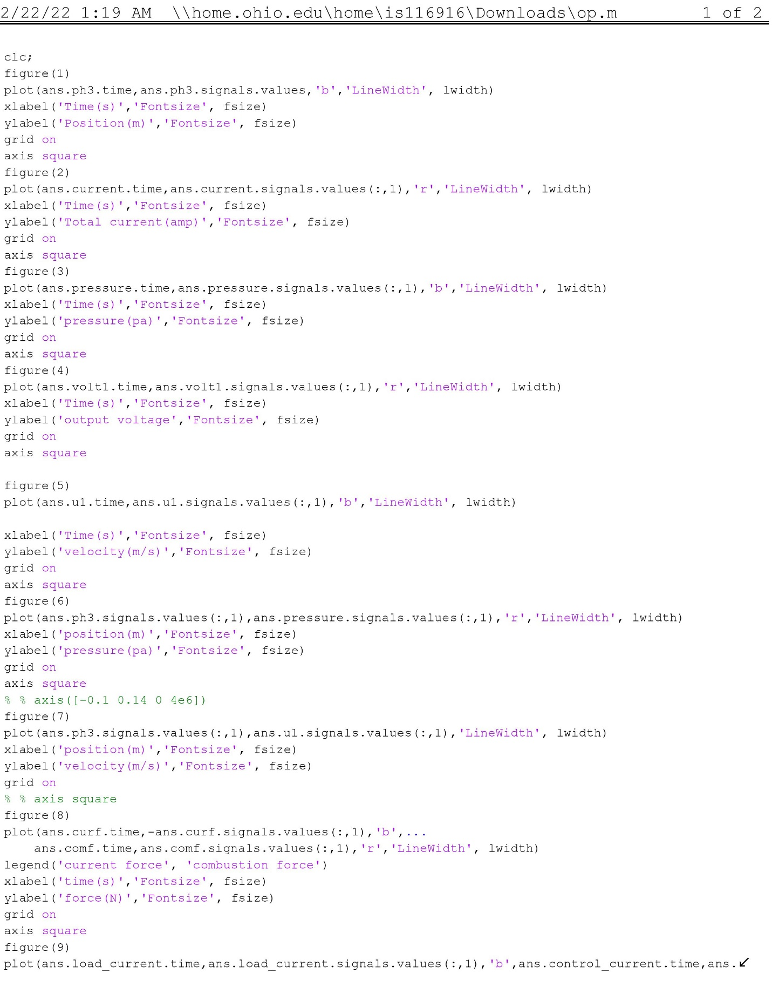 2/22/22 1:19 AM  \\home.ohio.edu\home\is116916\Downloads\op.m  1 of 2
clc;
figure(1)
plot(ans.ph3.time,ans.ph3.signals.values,'b','LineWidth', lwidth)
xlabel('Time(s)','Fontsize', fsize)
ylabel('Position(m)','Fontsize', fsize)
grid on
axis square
figure(2)
plot(ans.current.time,ans.current.signals.values(:,1),'r','LineWidth', lwidth)
xlabel('Time(s)','Fontsize', fsize)
ylabel('Total current(amp)','Fontsize', fsize)
grid on
axis square
figure(3)
plot(ans.pressure.time,ans.pressure.signals.values(:,1),'b','LineWidth', lwidth)
xlabel('Time(s)','Fontsize', fsize)
ylabel('pressure(pa)','Fontsize', fsize)
grid on
axis square
figure(4)
plot(ans.volt1.time,ans.volt1.signals.values(:,1),'r','LineWidth', lwidth)
xlabel('Time(s)','Fontsize', fsize)
ylabel('output voltage','Fontsize', fsize)
grid on
axis square
figure(5)
plot(ans.u1.time,ans.u1.signals.values(:,1),'b','LineWidth', lwidth)
xlabel('Time(s)','Fontsize', fsize)
ylabel('velocity(m/s)','Fontsize', fsize)
grid on
axis square
figure(6)
plot(ans.ph3.signals.values(:,1),ans.pressure.signals.values(:,1),'r','LineWidth', lwidth)
xlabel('position(m)','Fontsize', fsize)
ylabel('pressure(pa)','Fontsize', fsize)
grid on
axis square
% % axis([-0.1 0.14 0 4e6])
figure(7)
plot(ans.ph3.signals.values(:,1),ans.u1.signals.values(:,1),'LineWidth', lwidth)
xlabel('position(m)','Fontsize', fsize)
ylabel('velocity(m/s)','Fontsize', fsize)
grid on
% % axis square
figure(8)
plot(ans.curf.time,-ans.curf.signals.values(:,1),'b',...
    ans.comf.time,ans.comf.signals.values(:,1),'r','LineWidth', lwidth)
legend('current force', 'combustion force')
xlabel('time(s)','Fontsize', fsize)
ylabel('force(N)','Fontsize', fsize)
grid on
axis square
figure(9)
plot(ans.load_current.time,ans.load_current.signals.values(:,1),'b',ans.control_current.time,ans.↙